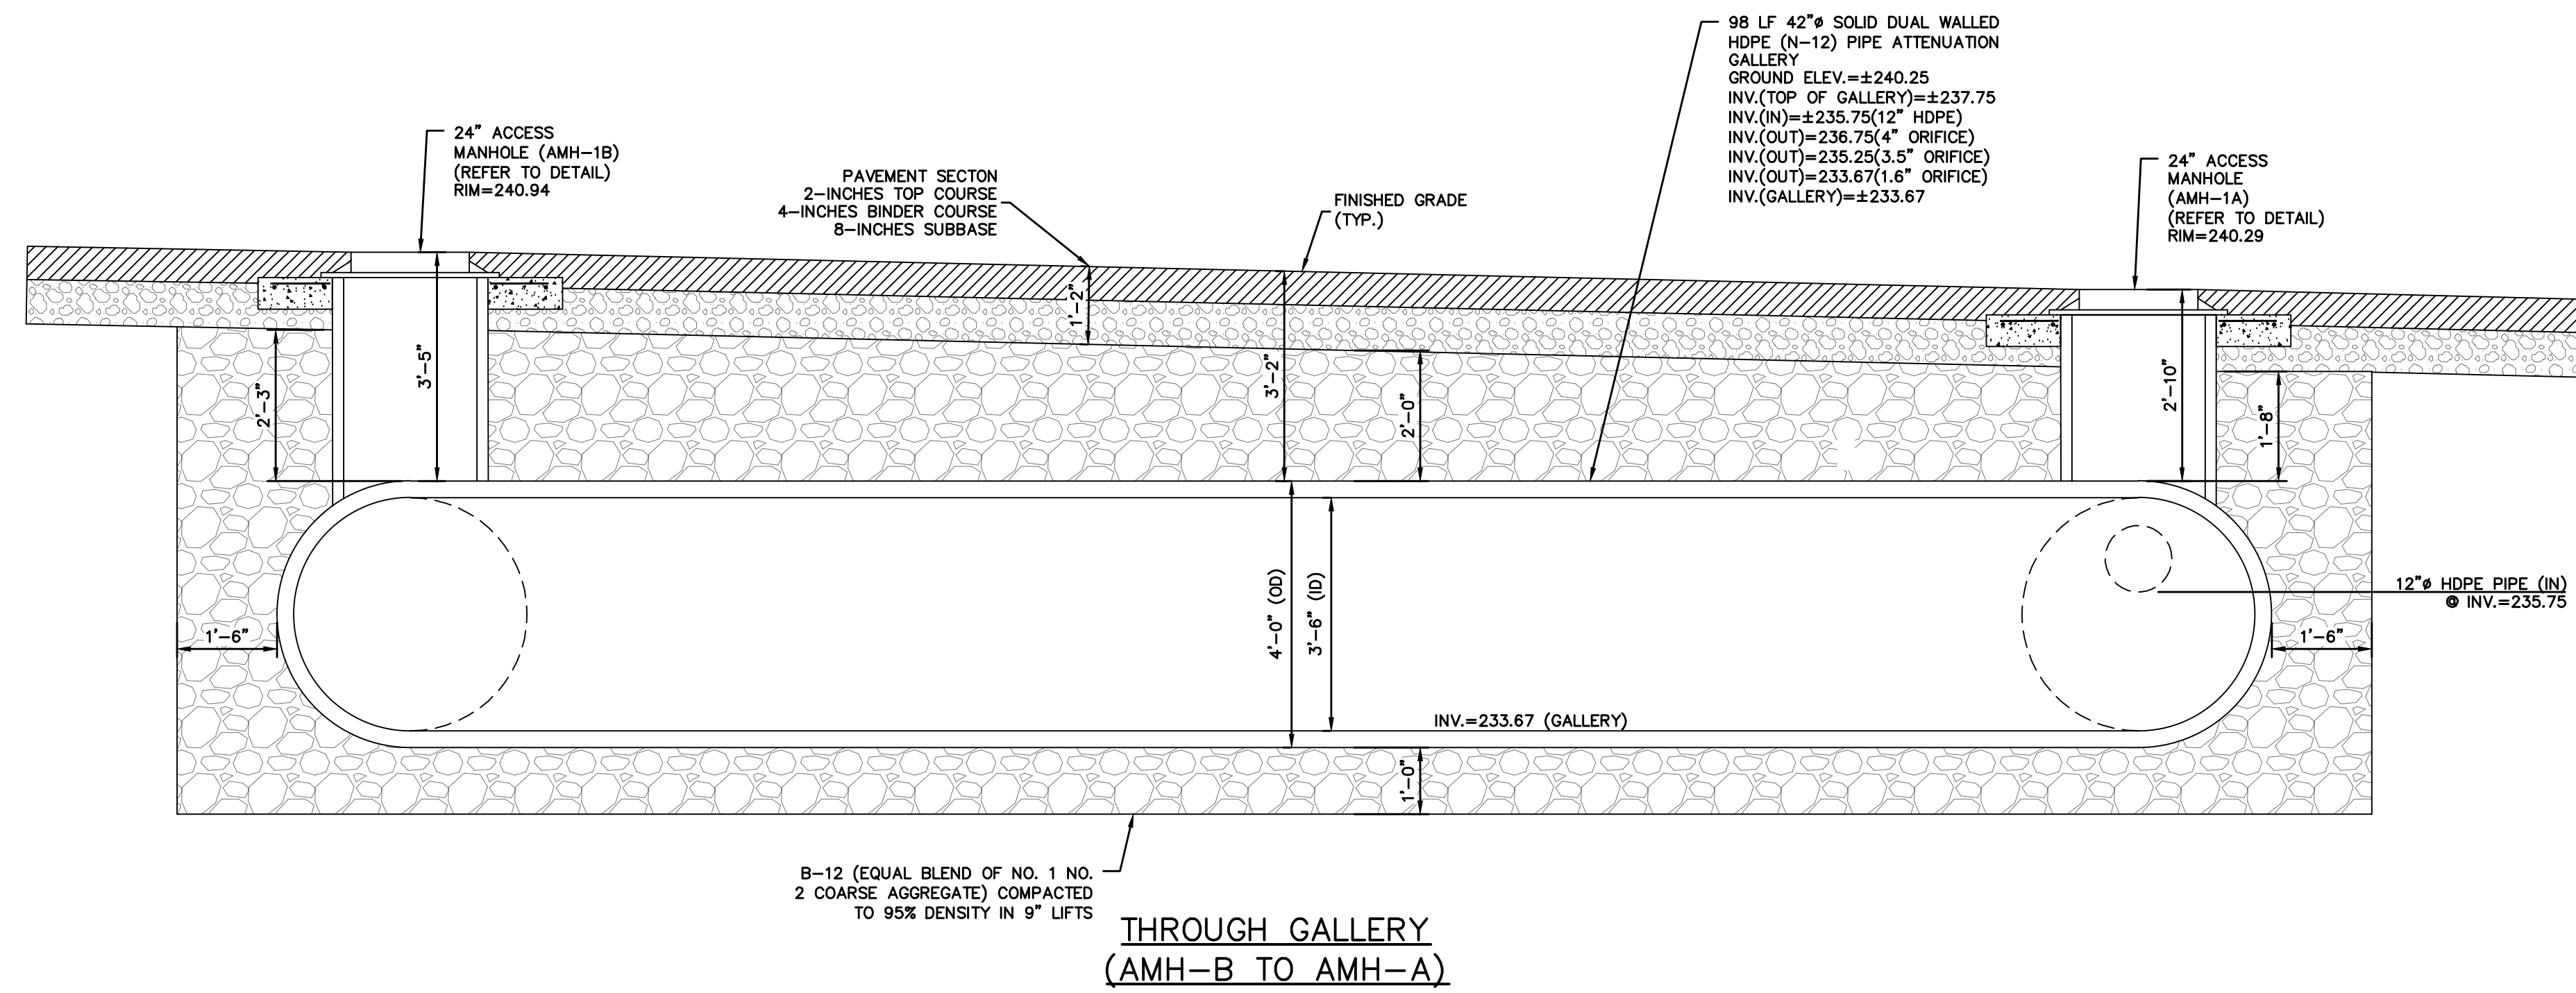 98 LF 42"ø SOLID DUAL WALLED
HDPE (N-12) PIPE ATTENUATION
GALLERY
GROUND ELEV.=±240.25
INV.(TOP OF GALLERY)=±237.75
INV.(IN)=±235.75(12" HDPE)
INV.(OUT)=236.75(4" ORIFICE)
INV.(OUT)=235.25(3.5" ORIFICE)
INV.(OUT)=233.67(1.6" ORIFICE)
INV.(GALLERY)=±233.67
24" ACCESS
MANHOLE (AMH-1B)
(REFER TO DETAIL)
RIM=240.94
PAVEMENT SECTON
2-INCHES TOP COURSE
4-INCHES BINDER COURSE
8-INCHES SUBBASE
FINISHED GRADE
(TYP.)
24" ACCESS
MANHOLE
(AMH-1A)
(REFER TO DETAIL)
RIM=240.29
2'-3"
3'-5"
1'-2"
3'-2"
2'-0"
2'-10"
1'-8"
12"ø HDPE PIPE (IN)
@ INV.=235.75
1'-6"
4'-0" (OD)
3'-6" (ID)
1'-6"
INV.=233.67 (GALLERY)
1'-0"
B-12 (EQUAL BLEND OF NO. 1 NO.
2 COARSE AGGREGATE) COMPACTED
TO 95% DENSITY IN 9" LIFTS
THROUGH GALLERY
(AMH-B TO AMH-A)